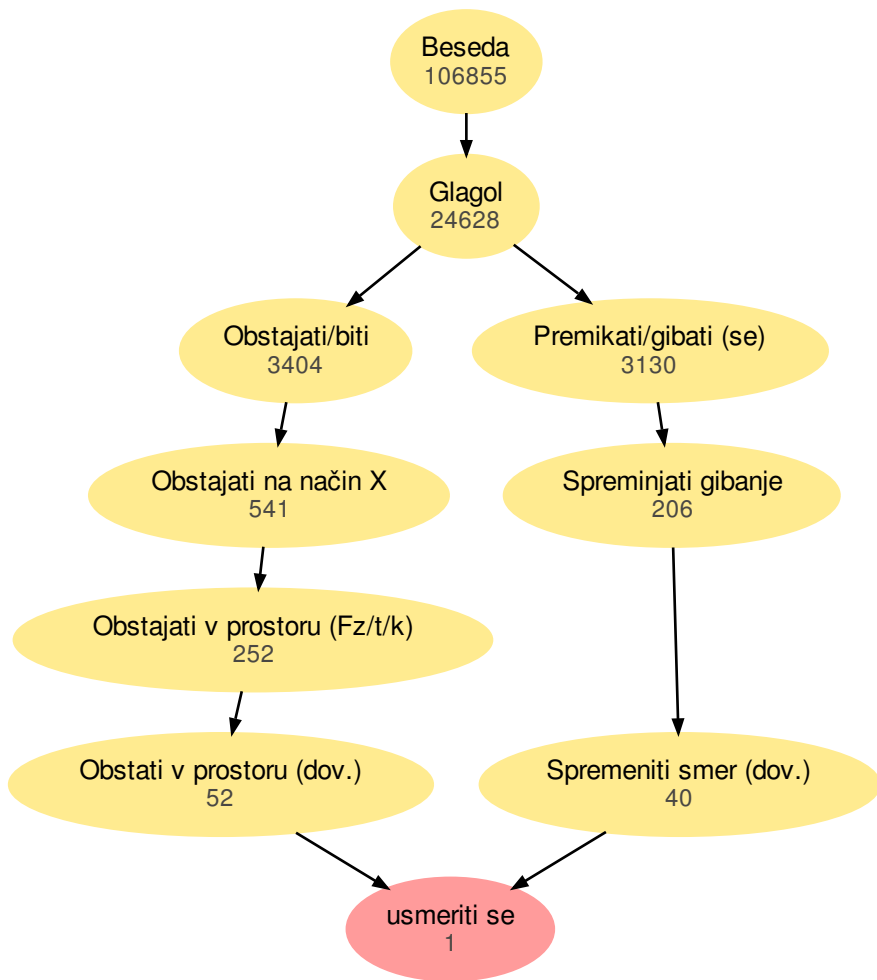 Beseda
106855
Glagol
24628
Obstajati/biti
3404
Premikati/gibati (se)
3130
Obstajati na način X
541
Spreminjati gibanje
206
Obstajati v prostoru (Fz/t/k)
252
Obstati v prostoru (dov.)
52
Spremeniti smer (dov.)
40
usmeriti se
1